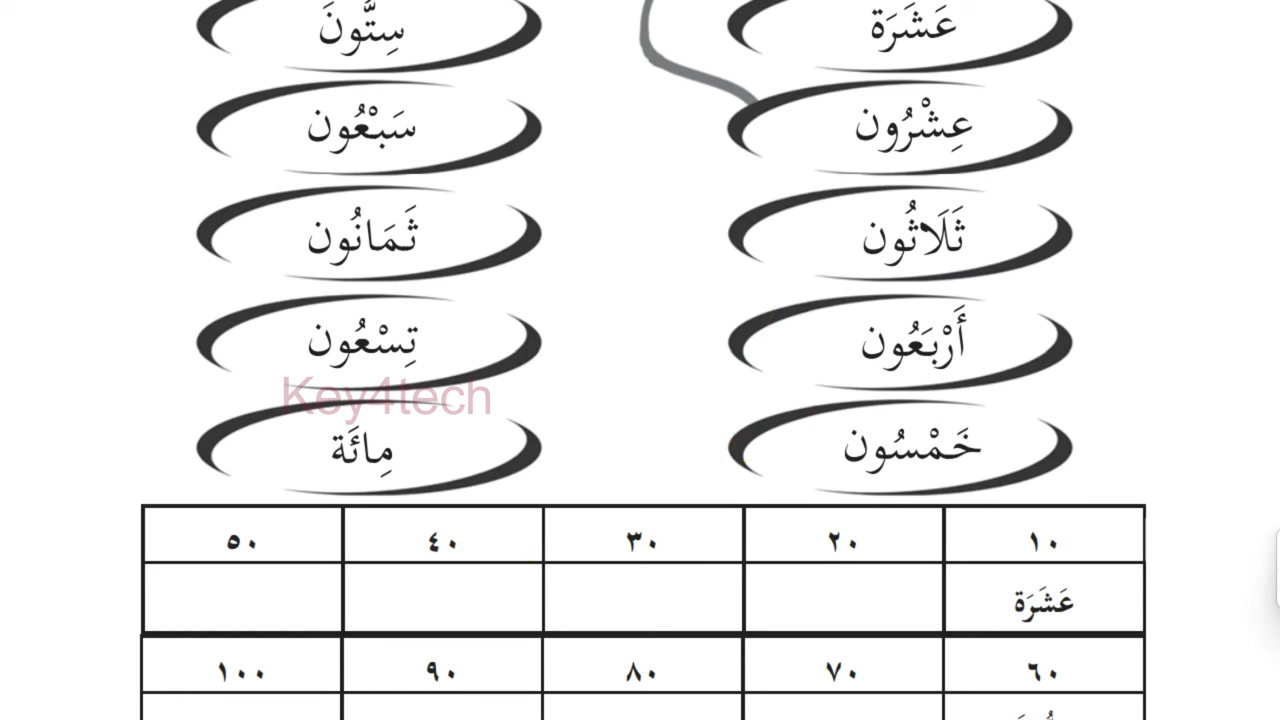 عَشَرَة سِتُّونَ
عِشْرُون سَبْعُون
ثَلَاثُون ثَمَانُون
أَرْبَعُون تِسْعُون
Key4tech
خَمْسُون مِائَة
١٠ ٢٠ ٣٠ ٤٠ ٥٠
عَشَرَة
٦٠ ٧٠ ٨٠ ٩٠ ١٠٠